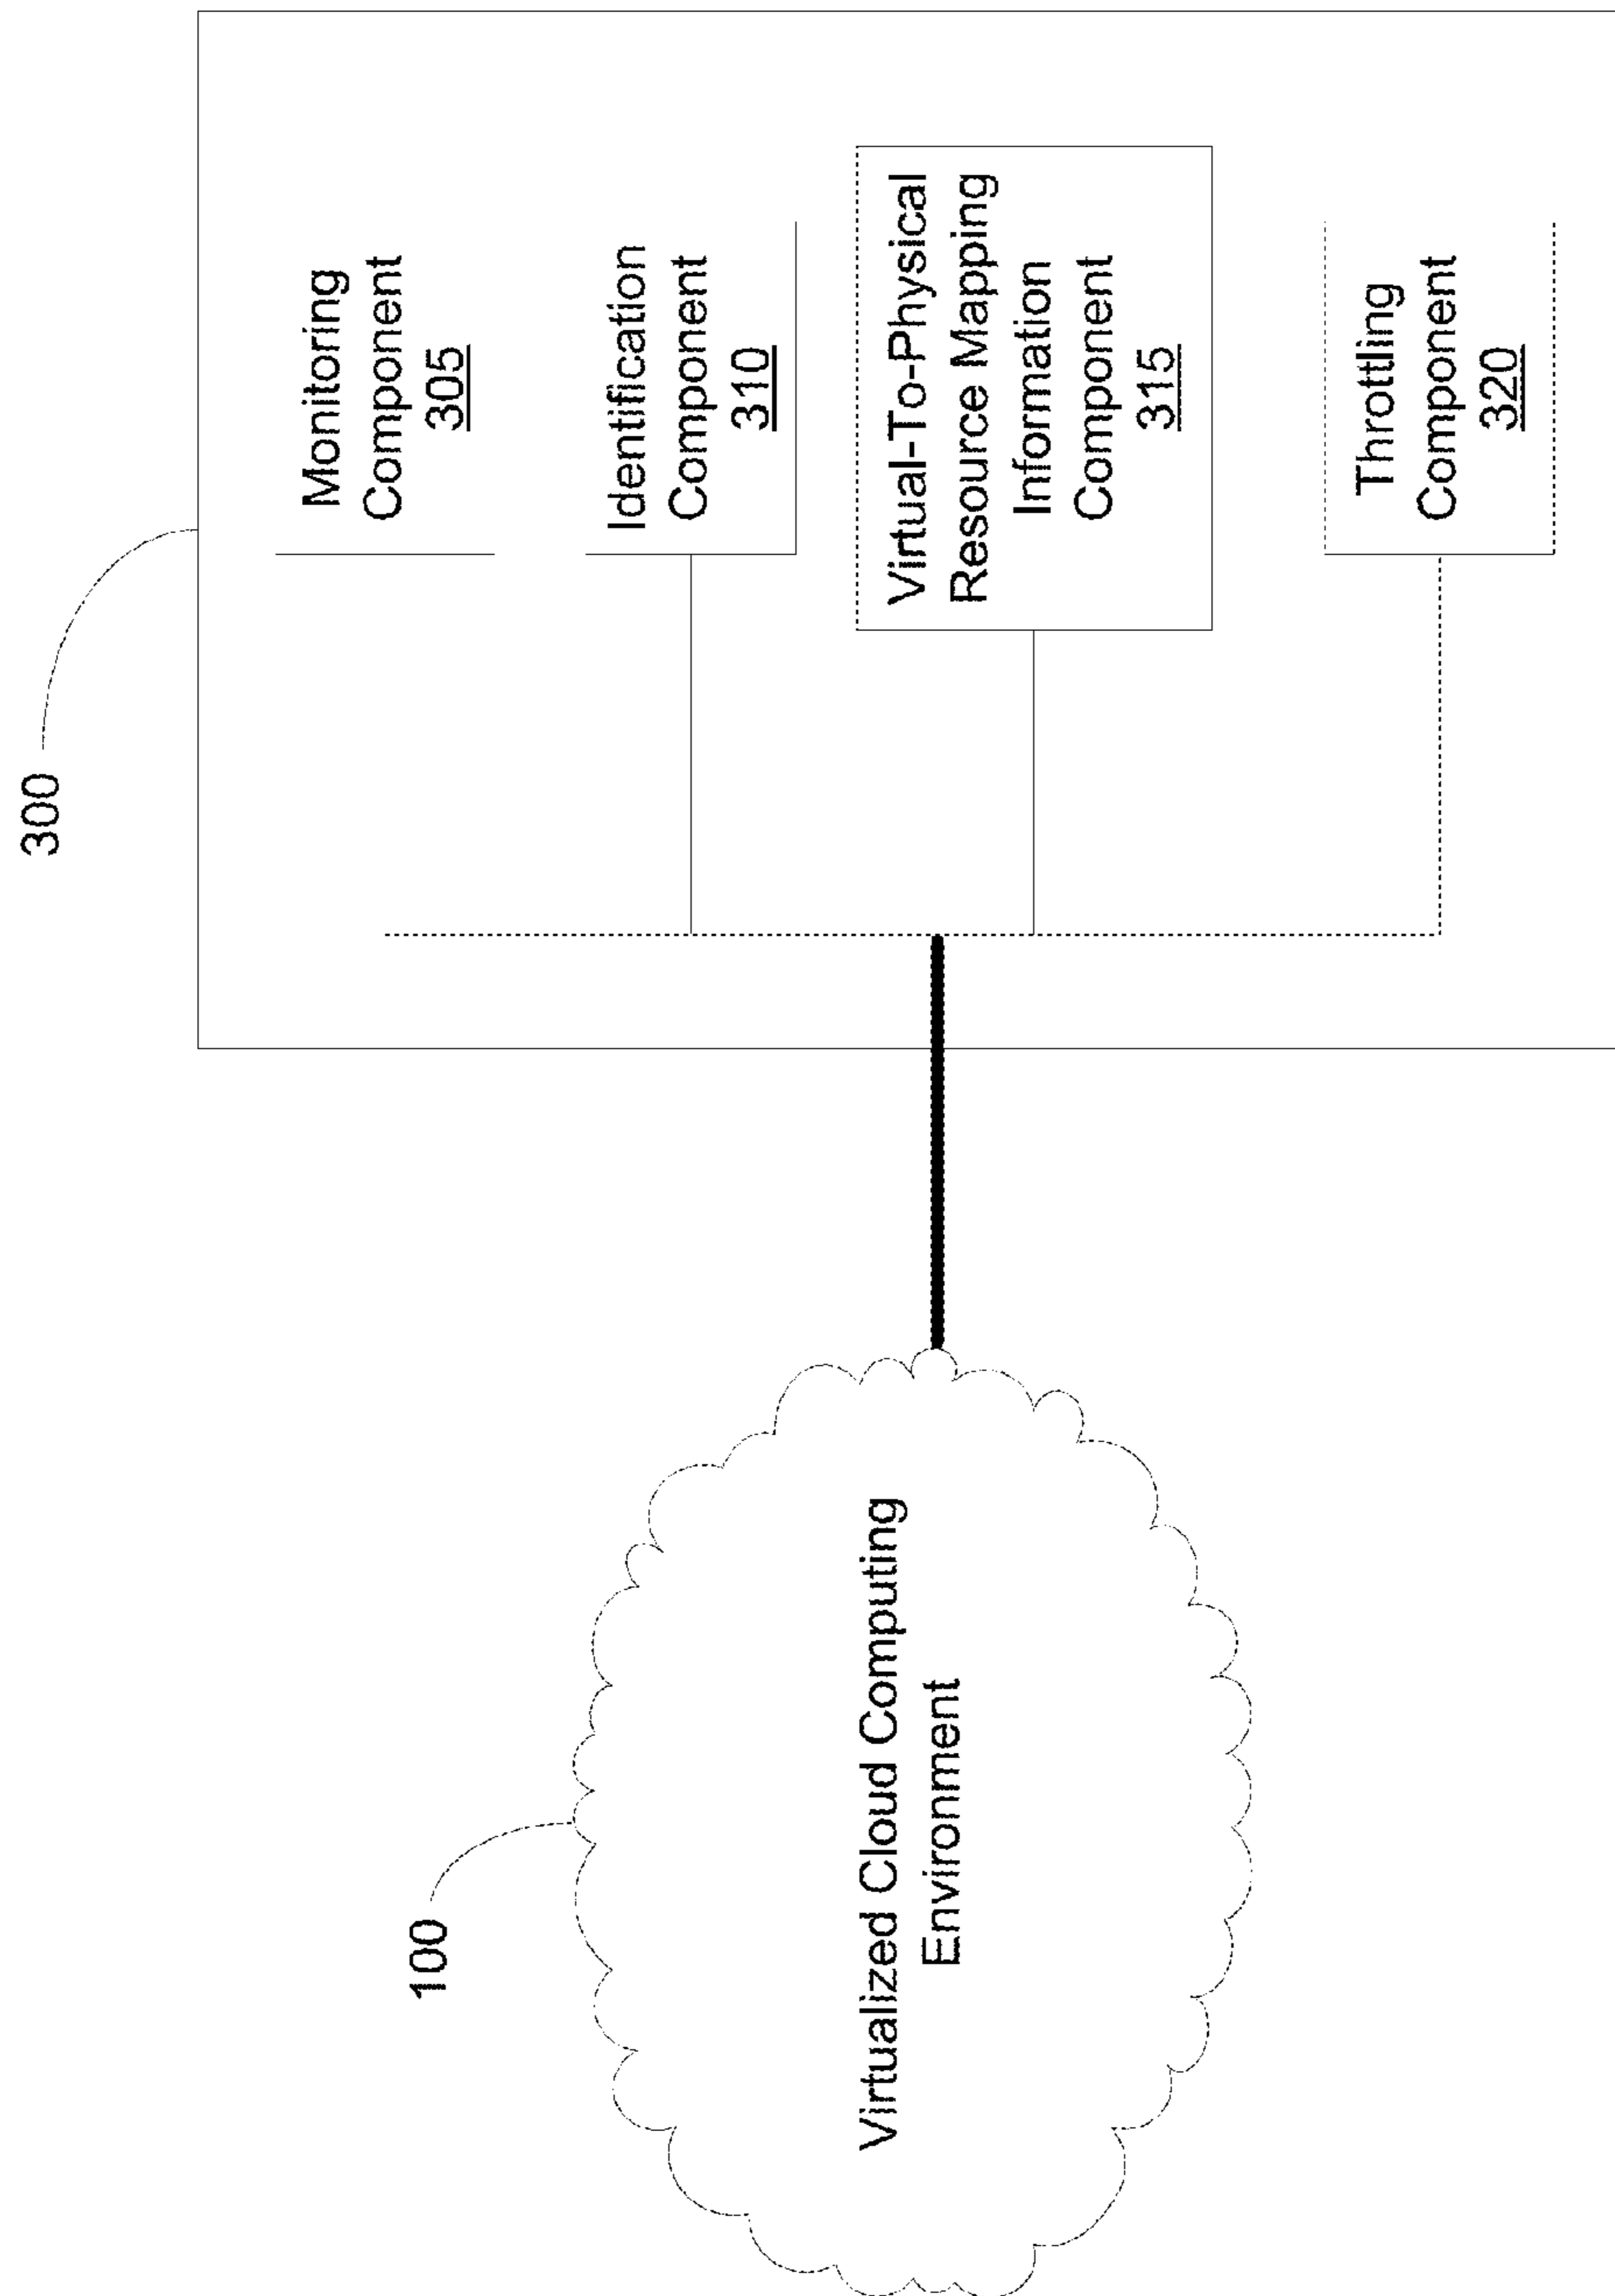 300
Monitoring
Component
305
Identification
Component
310
Virtual-To-Physical
Resource Mapping
Information
Component
315
Throttling
Component
320
100
Virtualized Cloud Computing
Environment